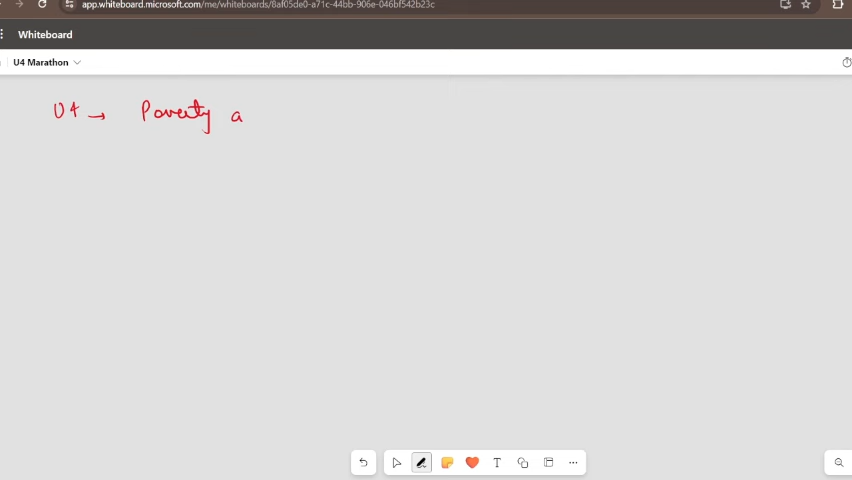 app.whiteboard.microsoft.com/me/whiteboards/8af05de0-a71c-44bb-906e-046bf542b23c
Whiteboard
U4 Marathon
U4 → Poverty a
T